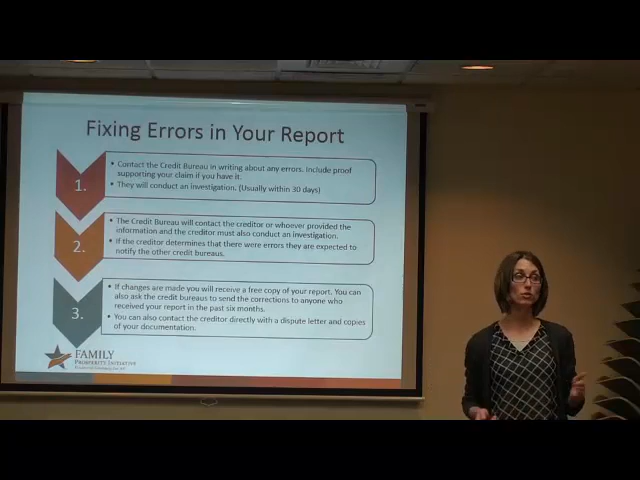 Fixing Errors in Your Report
1.
• Contact the Credit Bureau in writing about any errors. Include proof
supporting your claim if you have it.
• They will conduct an investigation. (Usually within 30 days)
2.
• The Credit Bureau will contact the creditor or whoever provided the
information and the creditor must also conduct an investigation.
• If the creditor determines that there were errors they are expected to
notify the other credit bureaus.
3.
• If changes are made you will receive a free copy of your report. You can
also ask the credit bureaus to send the corrections to anyone who
received your report in the past six months.
• You can also contact the creditor directly with a dispute letter and copies
of your documentation.
FAMILY
PROSPERITY INITIATIVE